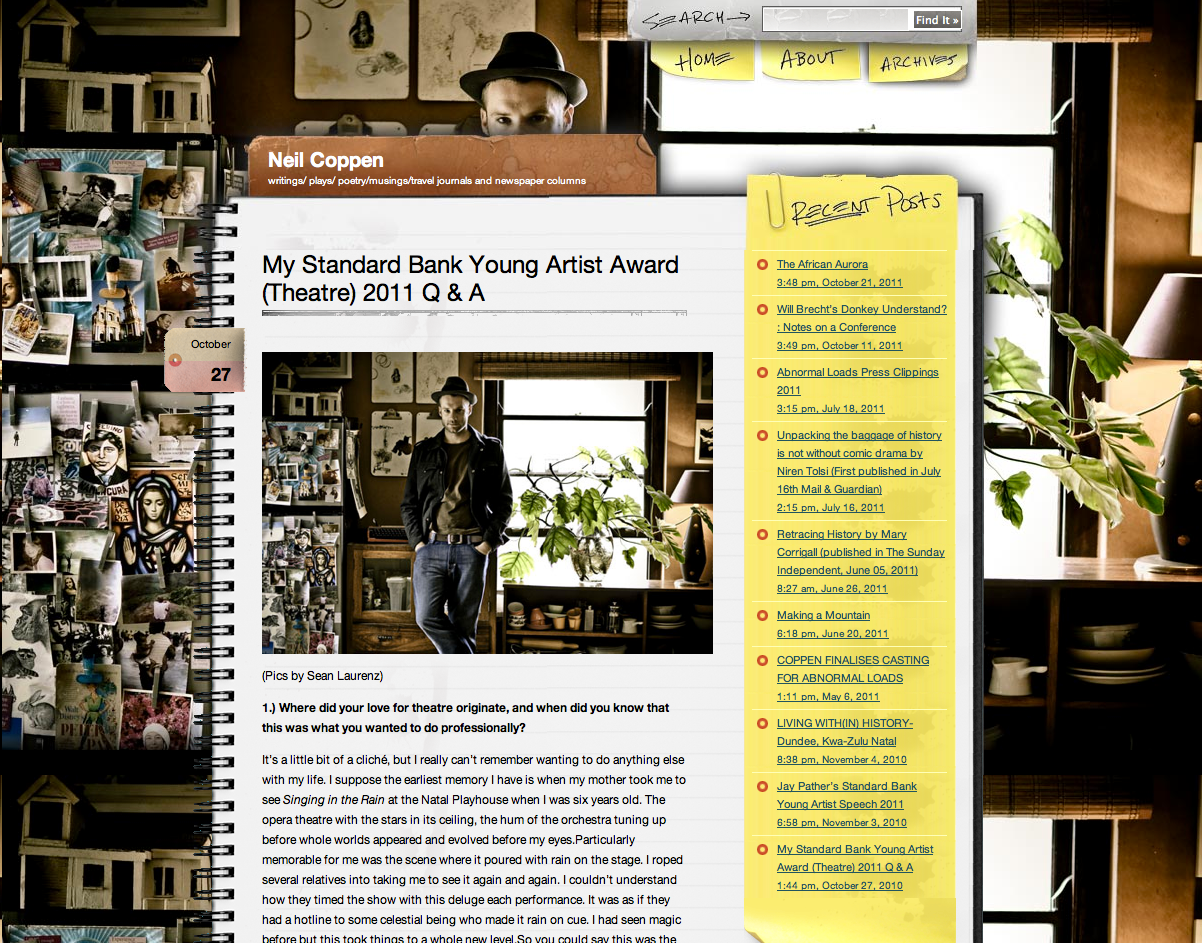 SEARCH
Find It »
HOME
ABOUT
ARCHIVES
Neil Coppen
writings/ plays/ poetry/musings/travel journals and newspaper columns
RECENT POSTS
My Standard Bank Young Artist Award
(Theatre) 2011 Q & A
October
27
(Pics by Sean Laurenz)
1.) Where did your love for theatre originate, and when did you know that
this was what you wanted to do professionally?
It's a little bit of a cliché, but I really can't remember wanting to do anything else
with my life. I suppose the earliest memory I have is when my mother took me to
see Singing in the Rain at the Natal Playhouse when I was six years old. The
opera theatre with the stars in its ceiling, the hum of the orchestra tuning up
before whole worlds appeared and evolved before my eyes.Particularly
memorable for me was the scene where it poured with rain on the stage. I roped
several relatives into taking me to see it again and again. I couldn't understand
how they timed the show with this deluge each performance. It was as if they
had a hotline to some celestial being who made it rain on cue. I had seen magic
before but this took things to a whole new level.So you could say this was the
The African Aurora
3:48 pm, October 21, 2011
Will Brecht's Donkey Understand?
: Notes on a Conference
3:49 pm, October 11, 2011
Abnormal Loads Press Clippings
2011
3:15 pm, July 18, 2011
Unpacking the baggage of history
is not without comic drama by
Niren Tolsi (First published in July
16th Mail & Guardian)
2:15 pm, July 16, 2011
Retracing History by Mary
Corrigall (published in The Sunday
Independent, June 05, 2011)
8:27 am, June 26, 2011
Making a Mountain
6:18 pm, June 20, 2011
COPPEN FINALISES CASTING
FOR ABNORMAL LOADS
1:11 pm, May 6, 2011
LIVING WITH(IN) HISTORY-
Dundee, Kwa-Zulu Natal
8:38 pm, November 4, 2010
Jay Pather's Standard Bank
Young Artist Speech 2011
6:58 pm, November 3, 2010
My Standard Bank Young Artist
Award (Theatre) 2011 Q & A
1:44 pm, October 27, 2010